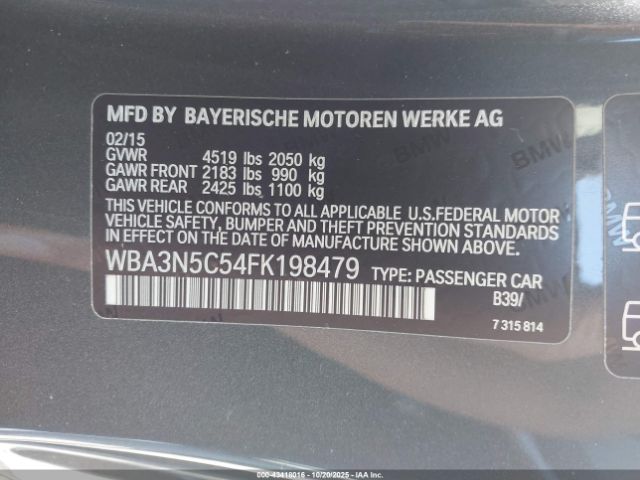 MFD BY BAYERISCHE MOTOREN WERKE AG
02/15
GVWR 4519 lbs 2050 kg
GAWR FRONT 2183 lbs 990 kg
GAWR REAR 2425 lbs 1100 kg
THIS VEHICLE CONFORMS TO ALL APPLICABLE U.S.FEDERAL MOTOR
VEHICLE SAFETY, BUMPER AND THEFT PREVENTION STANDARDS
IN EFFECT ON THE DATE OF MANUFACTURE SHOWN ABOVE.
WBA3N5C54FK198479 TYPE: PASSENGER CAR
B39/
7 315 814
Owner - 43418016 - 10/20/2025 - IAA Inc.